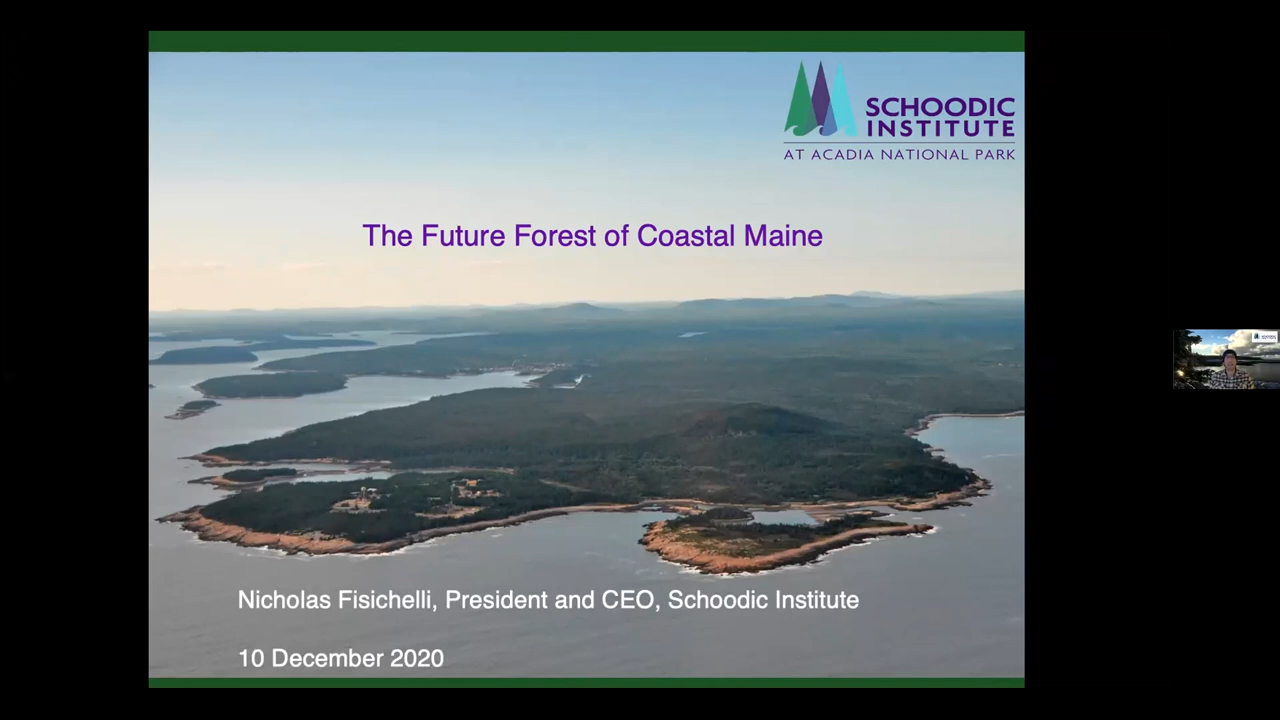 SCHOODIC
INSTITUTE
AT ACADIA NATIONAL PARK
The Future Forest of Coastal Maine
Nicholas Fisichelli, President and CEO, Schoodic Institute
10 December 2020